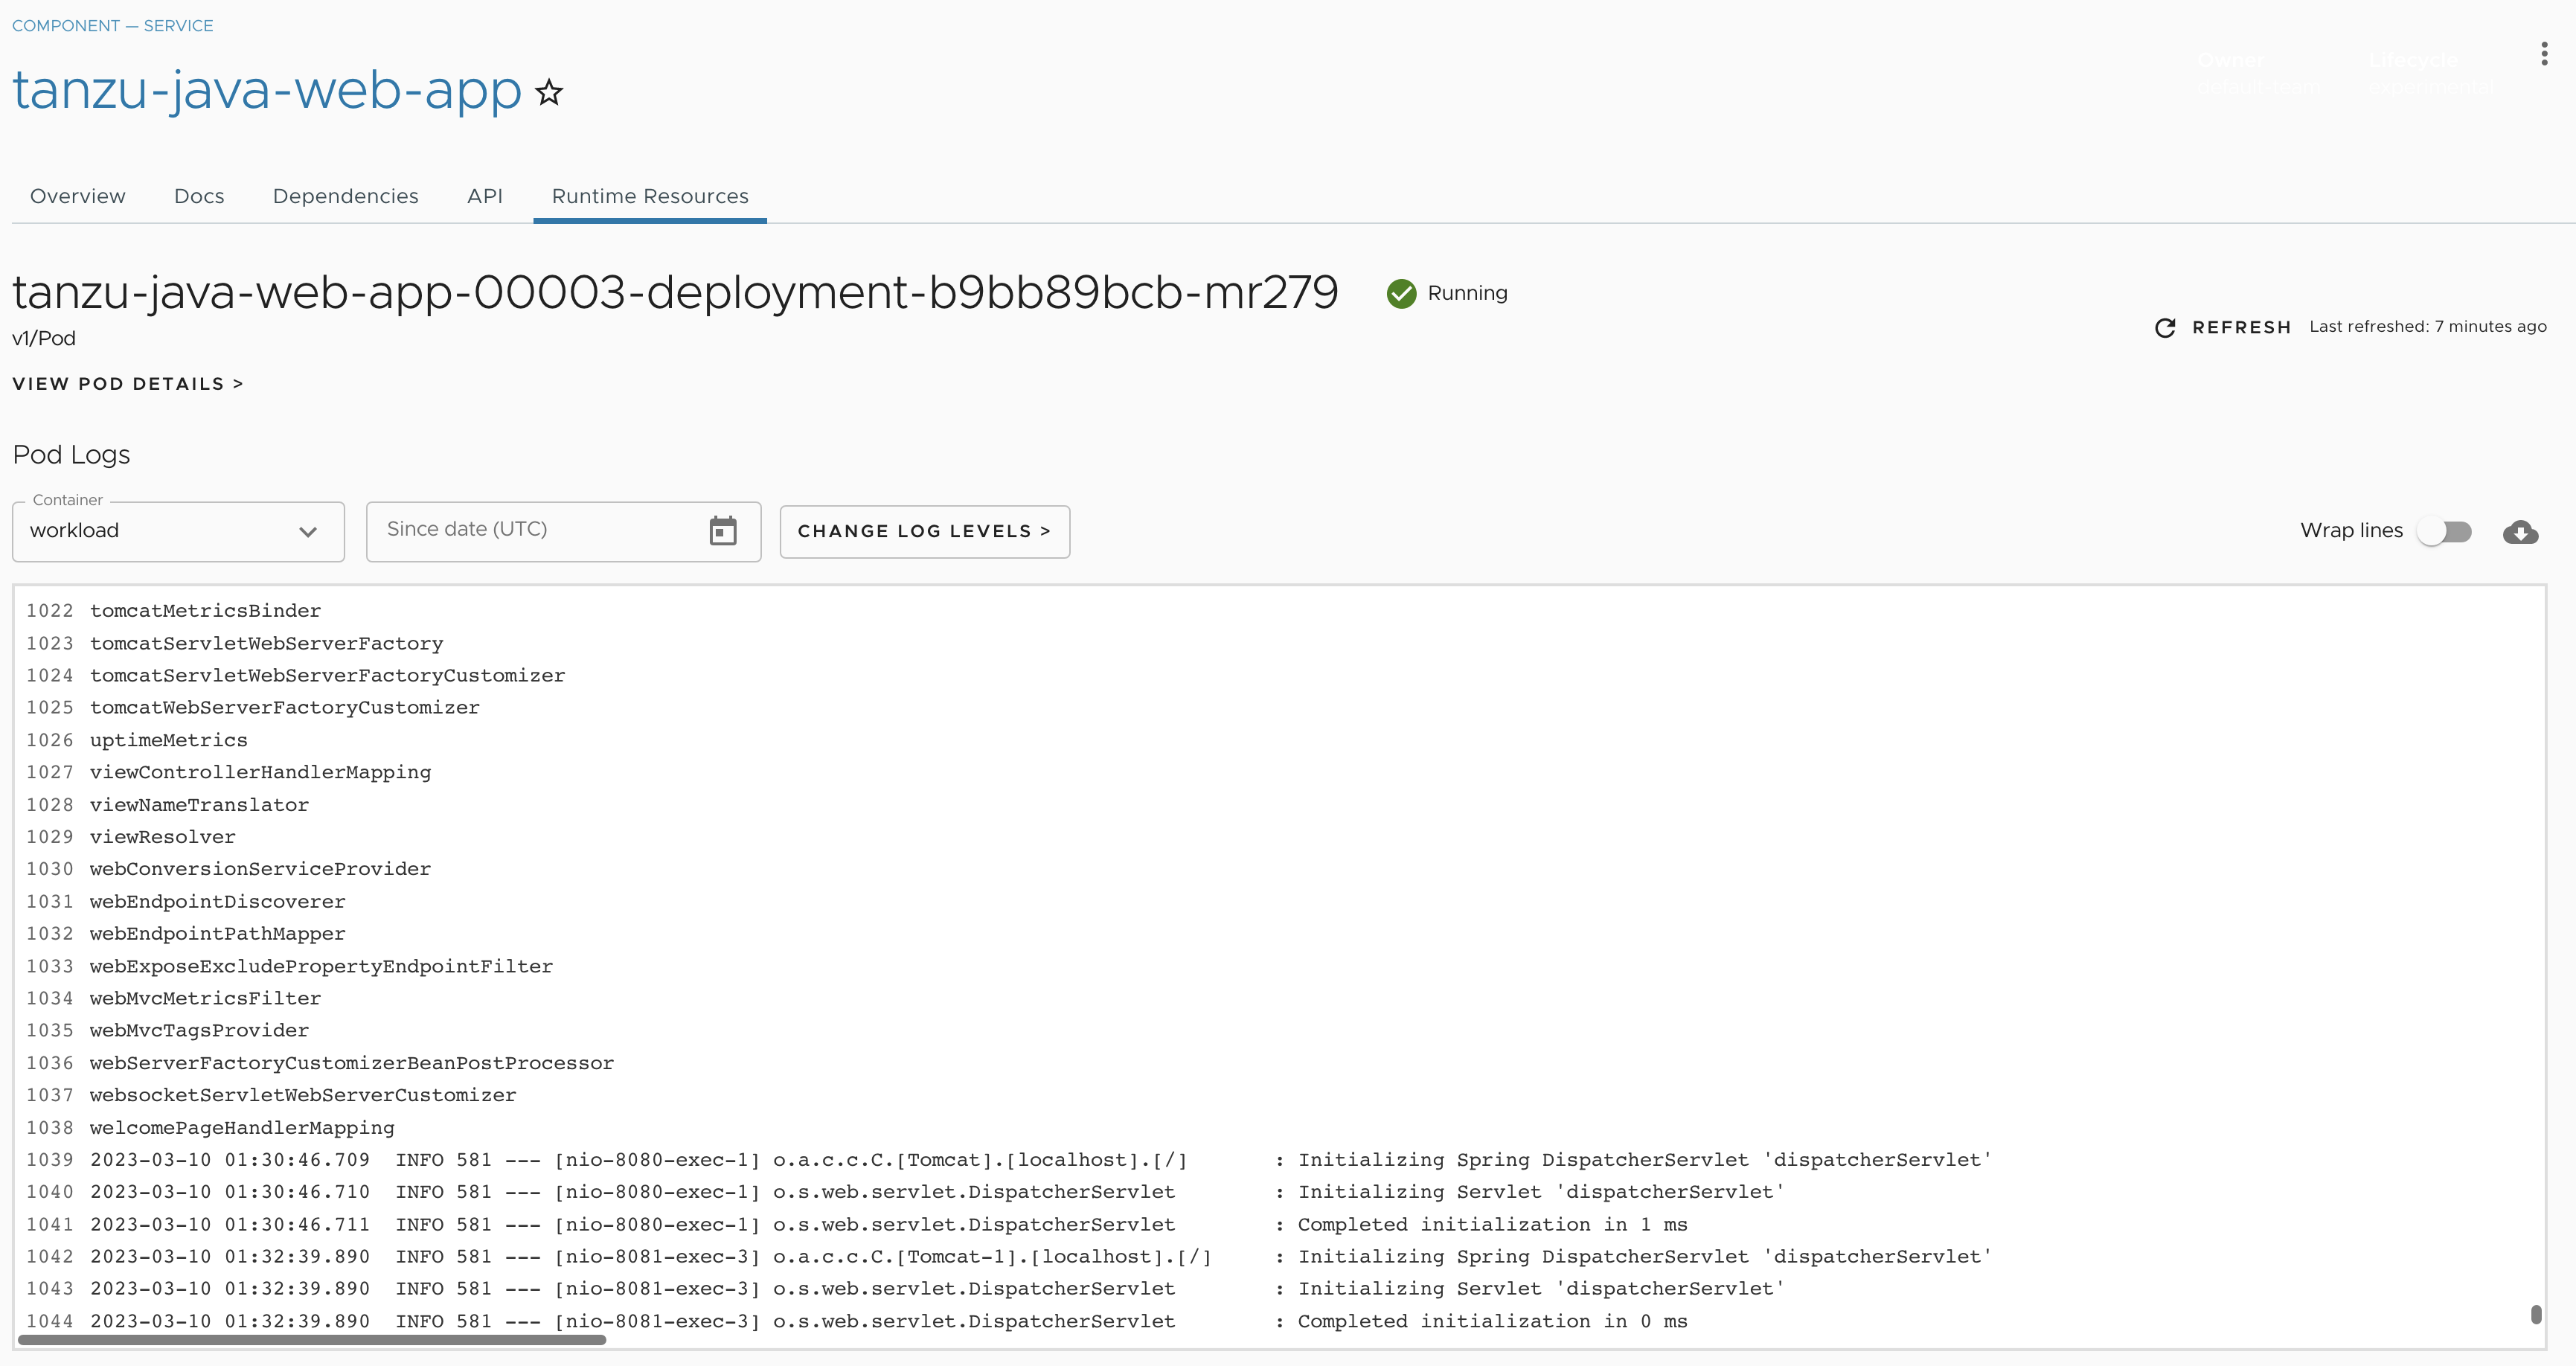 COMPONENT — SERVICE
tanzu-java-web-app
Owner Lifecycle
default-team experimental
Overview Docs Dependencies API Runtime Resources
tanzu-java-web-app-00003-deployment-b9bb89bcb-mr279 Running
v1/Pod
REFRESH Last refreshed: 7 minutes ago
VIEW POD DETAILS >
Pod Logs
Container
workload
Since date (UTC)
CHANGE LOG LEVELS >
Wrap lines
1022 tomcatMetricsBinder
1023 tomcatServletWebServerFactory
1024 tomcatServletWebServerFactoryCustomizer
1025 tomcatWebServerFactoryCustomizer
1026 uptimeMetrics
1027 viewControllerHandlerMapping
1028 viewNameTranslator
1029 viewResolver
1030 webConversionServiceProvider
1031 webEndpointDiscoverer
1032 webEndpointPathMapper
1033 webExposeExcludePropertyEndpointFilter
1034 webMvcMetricsFilter
1035 webMvcTagsProvider
1036 webServerFactoryCustomizerBeanPostProcessor
1037 websocketServletWebServerCustomizer
1038 welcomePageHandlerMapping
1039 2023-03-10 01:30:46.709 INFO 581 --- [nio-8080-exec-1] o.a.c.c.C.[Tomcat].[localhost].[/] : Initializing Spring DispatcherServlet 'dispatcherServlet'
1040 2023-03-10 01:30:46.710 INFO 581 --- [nio-8080-exec-1] o.s.web.servlet.DispatcherServlet : Initializing Servlet 'dispatcherServlet'
1041 2023-03-10 01:30:46.711 INFO 581 --- [nio-8080-exec-1] o.s.web.servlet.DispatcherServlet : Completed initialization in 1 ms
1042 2023-03-10 01:32:39.890 INFO 581 --- [nio-8081-exec-3] o.a.c.c.C.[Tomcat-1].[localhost].[/] : Initializing Spring DispatcherServlet 'dispatcherServlet'
1043 2023-03-10 01:32:39.890 INFO 581 --- [nio-8081-exec-3] o.s.web.servlet.DispatcherServlet : Initializing Servlet 'dispatcherServlet'
1044 2023-03-10 01:32:39.890 INFO 581 --- [nio-8081-exec-3] o.s.web.servlet.DispatcherServlet : Completed initialization in 0 ms